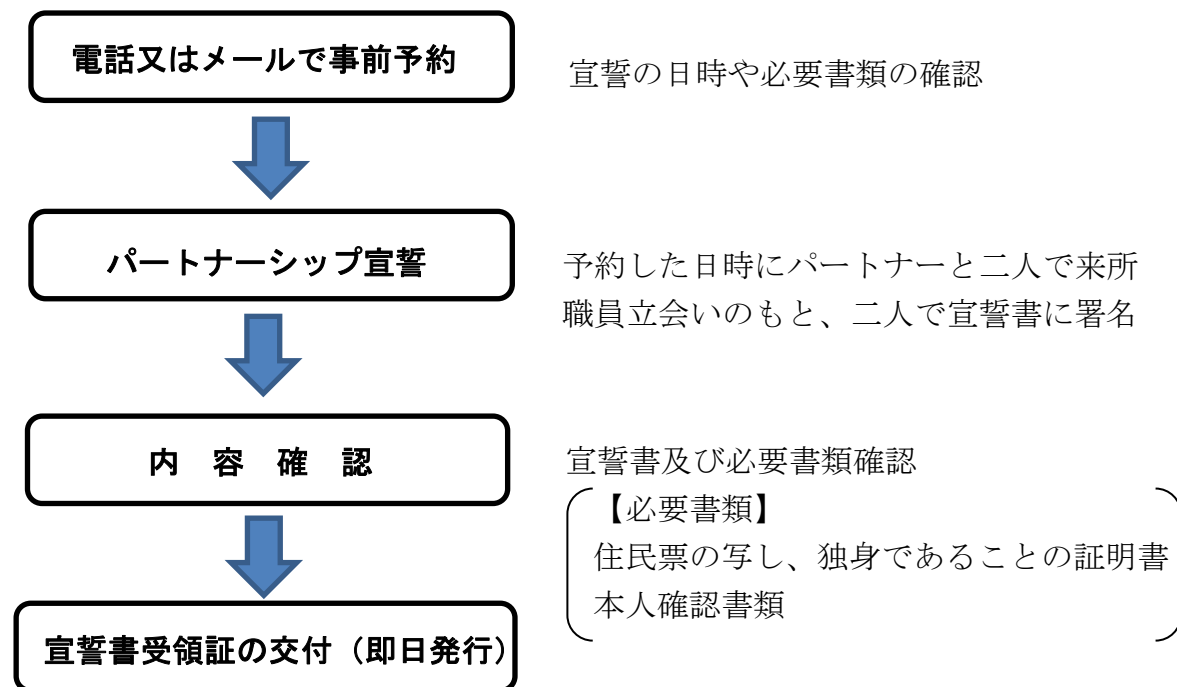 電話又はメールで事前予約
宣誓の日時や必要書類の確認
パートナーシップ宣誓
予約した日時にパートナーと二人で来所
職員立会いのもと、二人で宣誓書に署名
内 容 確 認
宣誓書及び必要書類確認
【必要書類】
住民票の写し、独身であることの証明書
本人確認書類
宣誓書受領証の交付（即日発行）